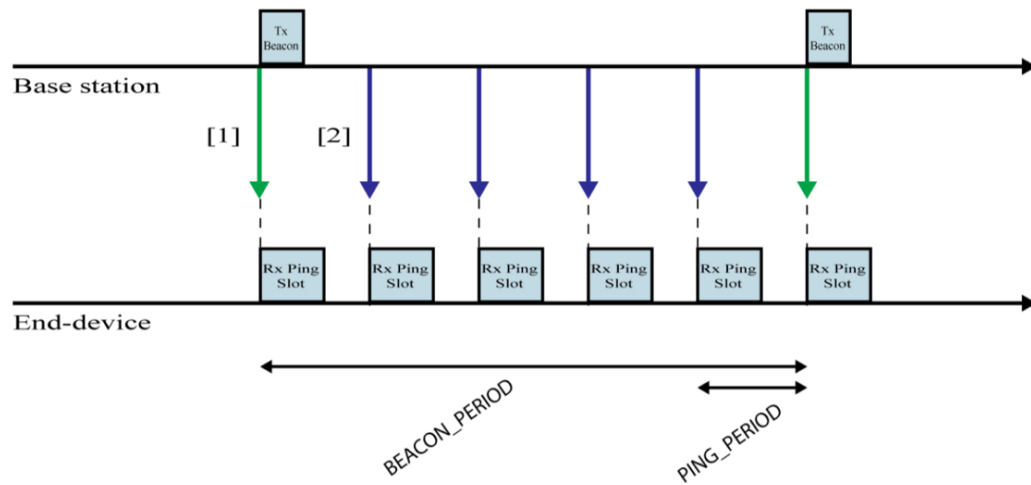 Tx
Beacon
Tx
Beacon
Base station
[1]
[2]
Rx Ping
Slot
Rx Ping
Slot
Rx Ping
Slot
Rx Ping
Slot
Rx Ping
Slot
Rx Ping
Slot
End-device
BEACON_PERIOD
PING_PERIOD